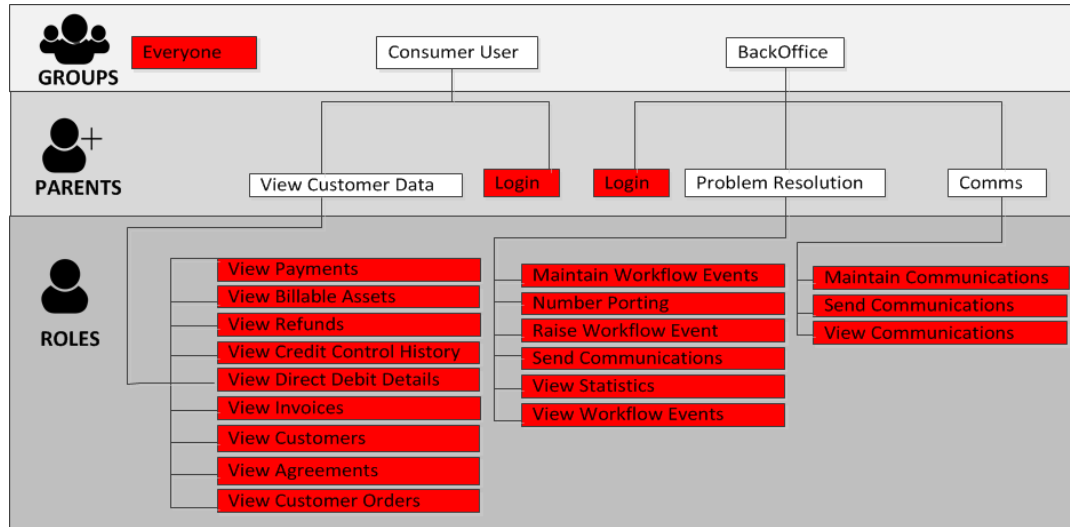 Everyone
Consumer User
BackOffice
GROUPS
PARENTS
View Customer Data
Login
Login
Problem Resolution
Comms
ROLES
View Payments
View Billable Assets
View Refunds
View Credit Control History
View Direct Debit Details
View Invoices
View Customers
View Agreements
View Customer Orders
Maintain Workflow Events
Number Porting
Raise Workflow Event
Send Communications
View Statistics
View Workflow Events
Maintain Communications
Send Communications
View Communications